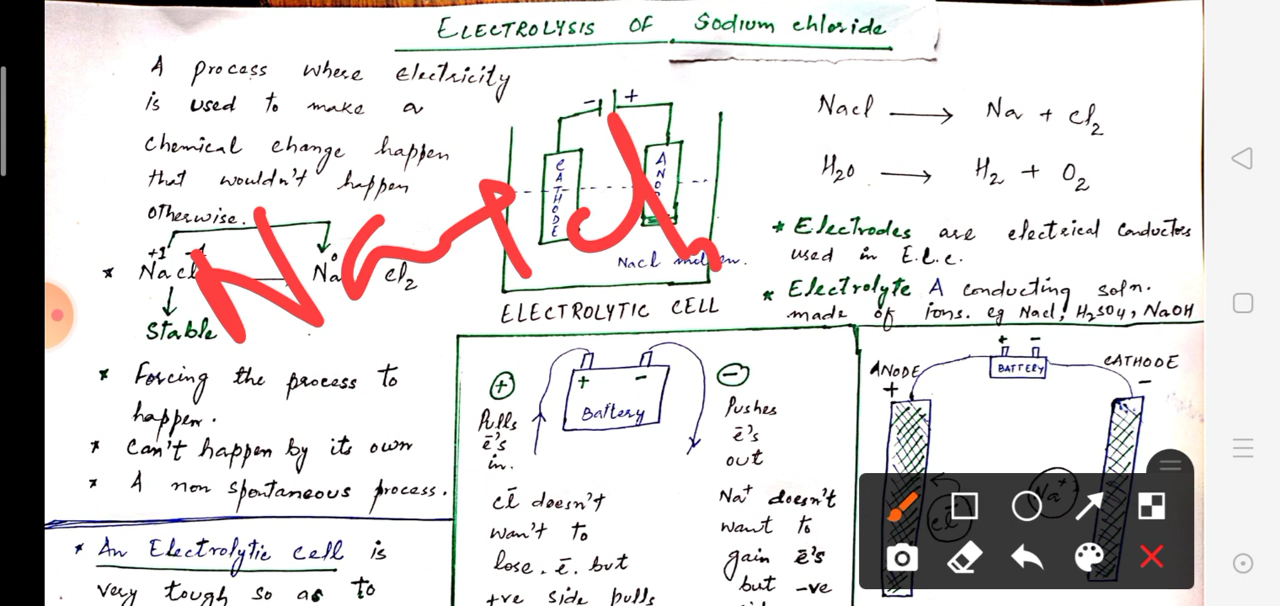 ELECTROLYSIS OF Sodium chloride
A process where electricity
is used to make a
chemical change happen
that wouldn't happen
otherwise.
+1 -1
* Nacl → Na° Cl2
Stable
* Forcing the process to
happen.
* Can't happen by its own
* A non spontaneous process.
* An Electrolytic cell is
very tough so as to
- +
CATHODE
ANOD
Nacl
ELECTROLYTIC CELL
Na
Nacl → Na + Cl2
H2O → H2 + O2
* Electrodes are electrical conductors
used in E.L.C.
* Electrolyte A conducting soln.
made of ions. eg Nacl, H2SO4, NaOH
+
Pulls
ē's
in.
+ -
Battery
-
Pushes
ē's
out
cl̄ doesn't
wan't to
lose ē. but
+ve side pulls
Na+ doesn't
want to
gain ē's
but -ve
ANODE
+
+ -
BATTERY
CATHODE
-
cl̄
Na+